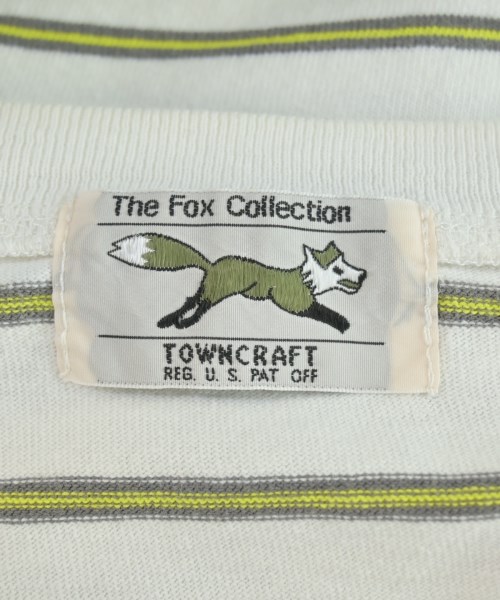 The Fox Collection
TOWNCRAFT
REG. U. S. PAT OFF